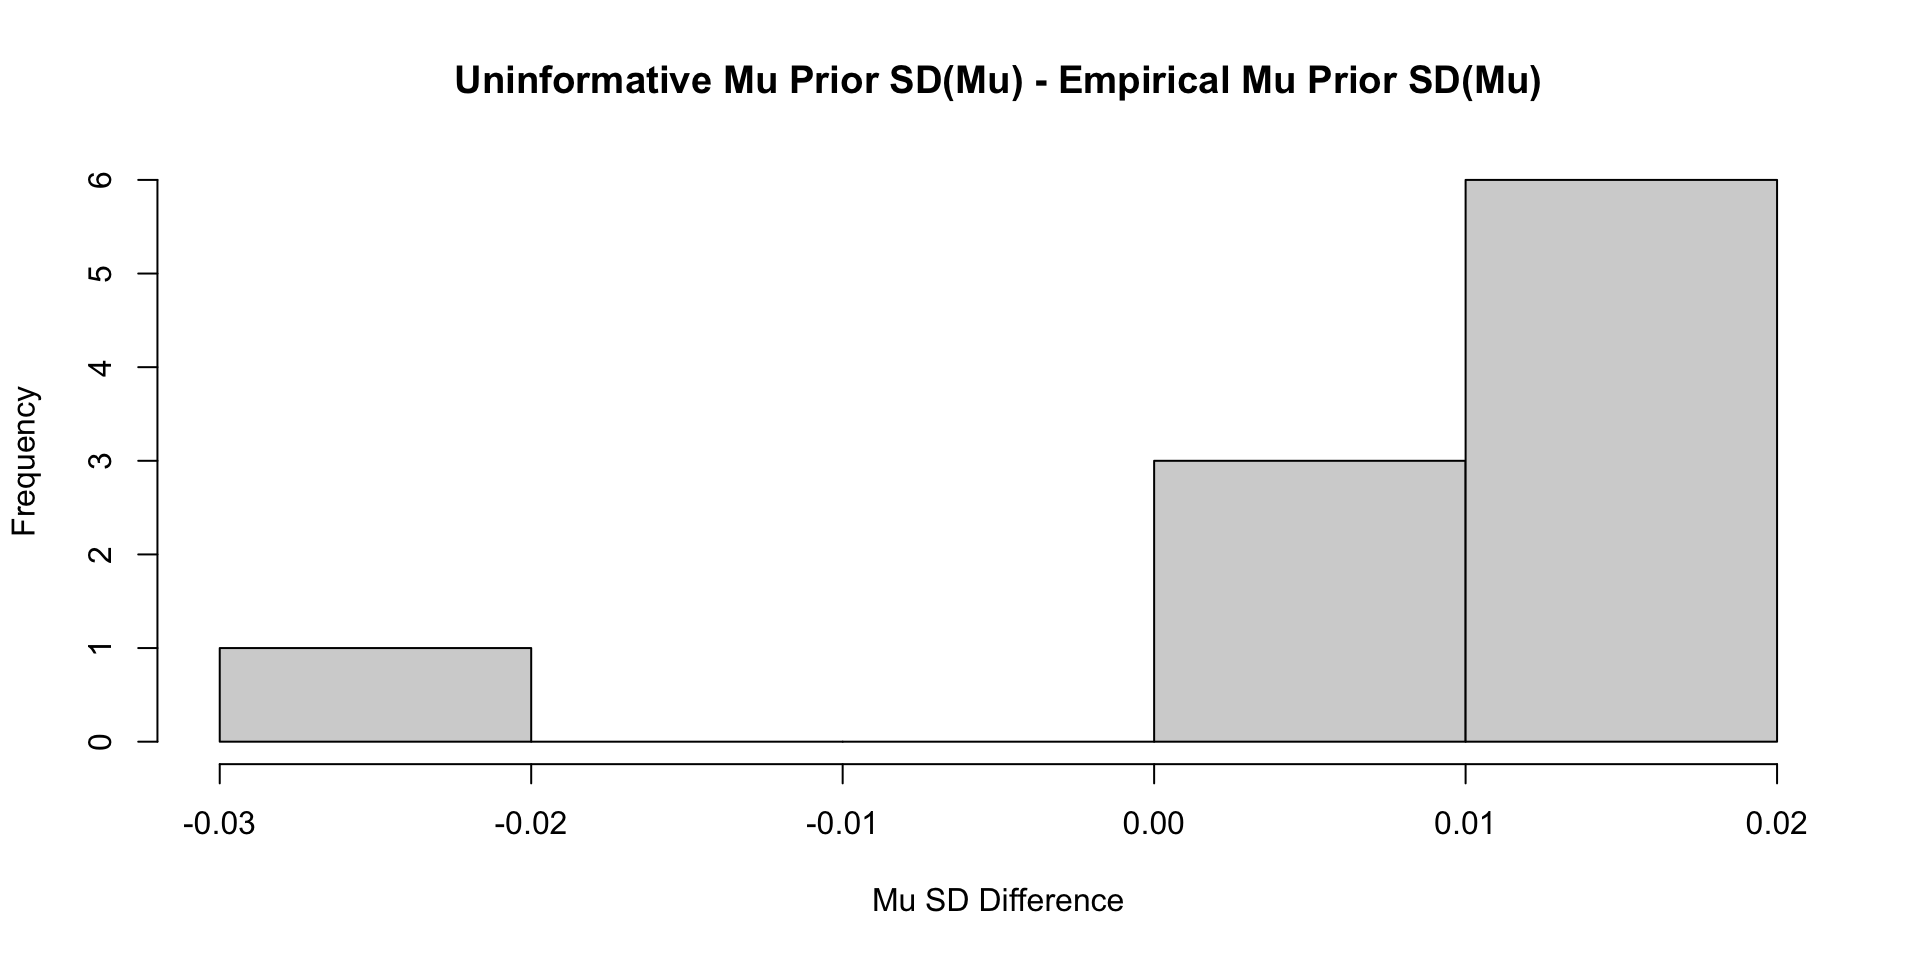 Uninformative Mu Prior SD(Mu) - Empirical Mu Prior SD(Mu)
Frequency
6
5
4
3
2
1
0
-0.03 -0.02 -0.01 0.00 0.01 0.02
Mu SD Difference